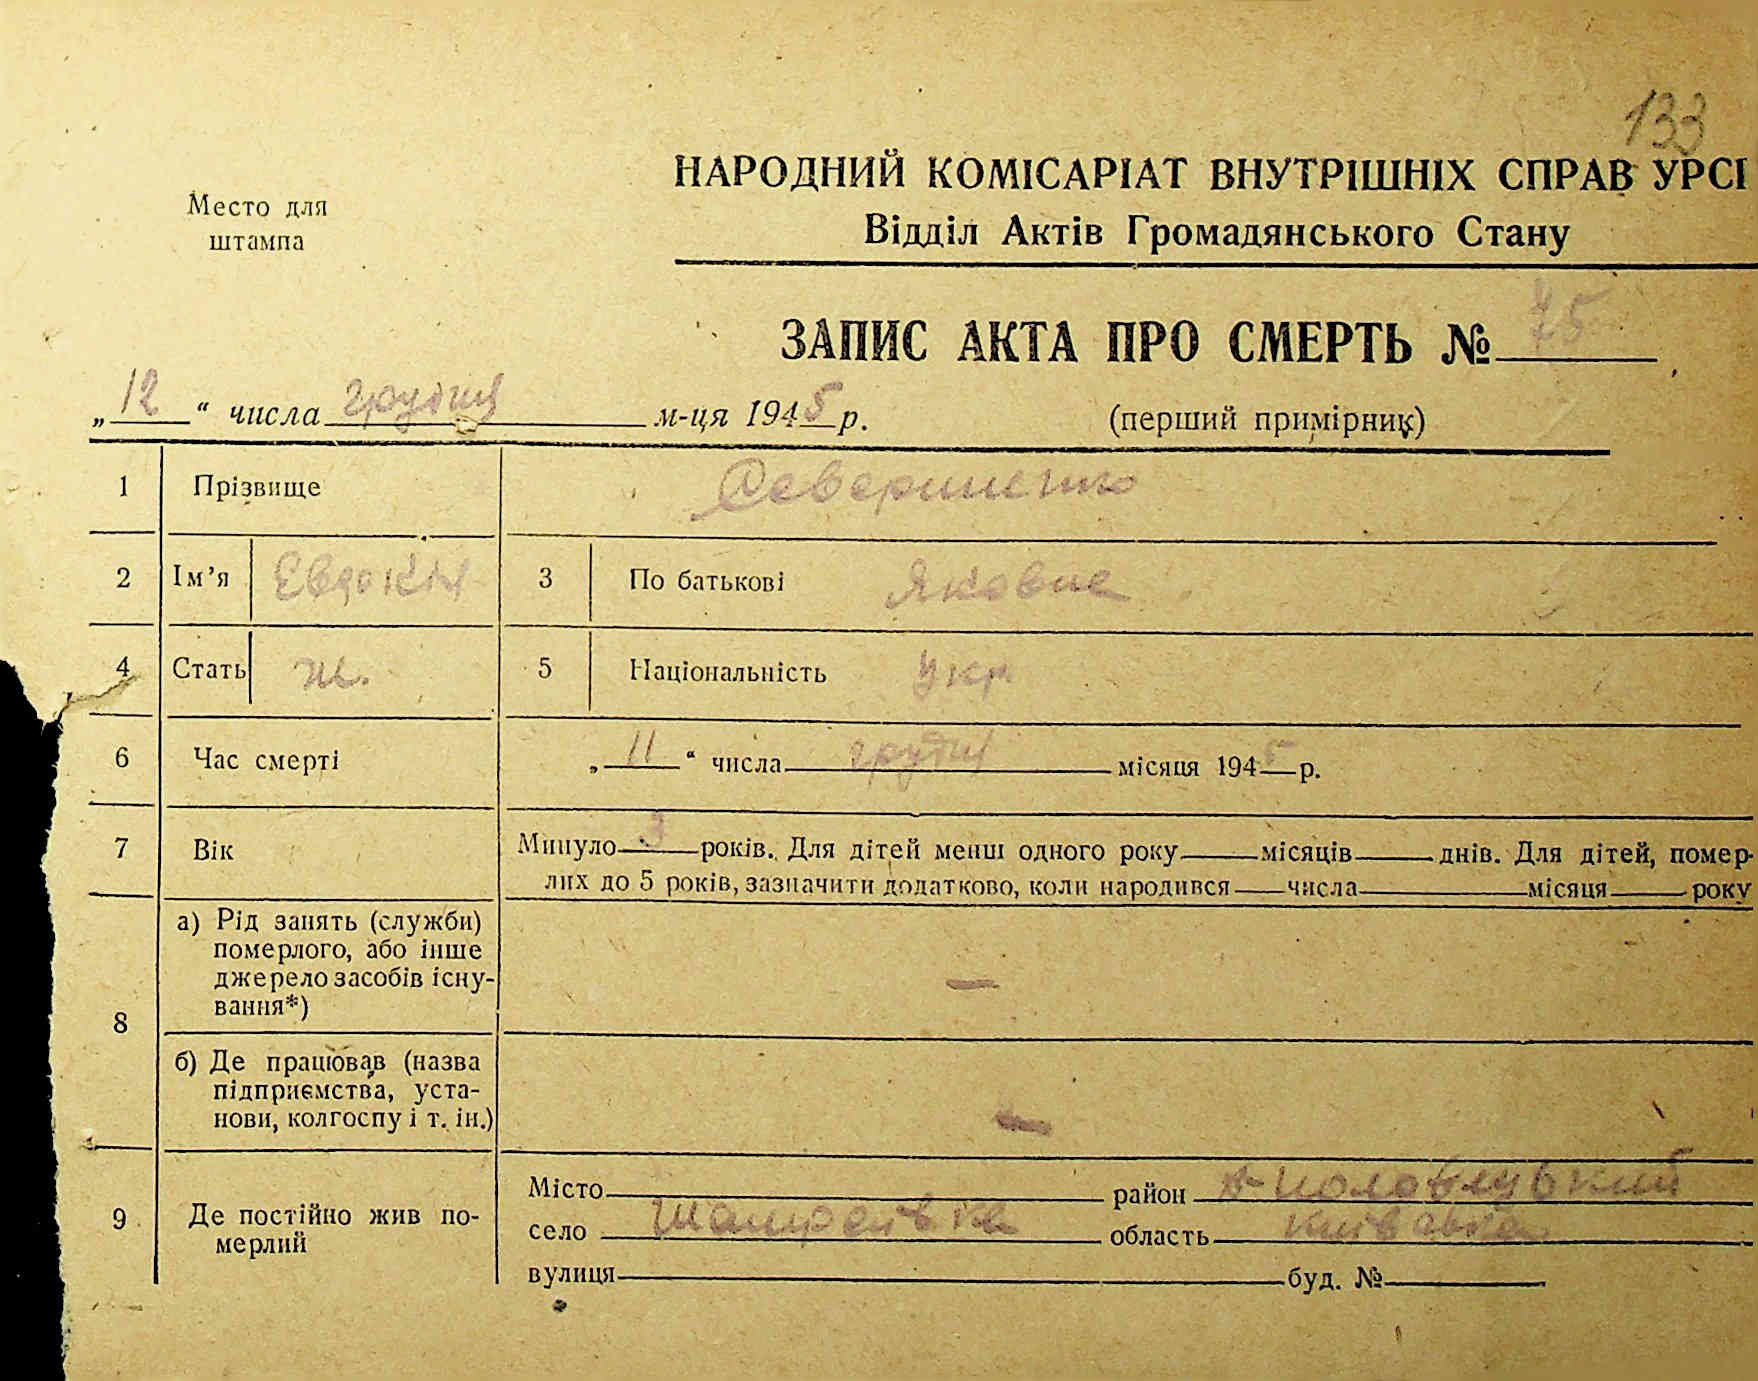 133
Место для
штампа
НАРОДНИЙ КОМІСАРІАТ ВНУТРІШНІХ СПРАВ УРСІ
Відділ Актів Громадянського Стану
ЗАПИС АКТА ПРО СМЕРТЬ № 75
„12“ числа грудня м-ця 1945 р.
(перший примірник)
1 Прізвище Севериненко
2 Ім’я Евдокія 3 По батькові Яковне
4 Стать ж. 5 Національність Укр
6 Час смерті „11“ числа грудня місяця 1945 р.
7 Вік Минуло 3 років. Для дітей менш одного року місяців днів. Для дітей, помер-
лих до 5 років, зазначити додатково, коли народився числа місяця року
8 а) Рід занять (служби)
померлого, або інше
джерело засобів існу-
вання*) —
б) Де працював (назва
підприємства, уста-
нови, колгоспу і т. ін.) —
9 Де постійно жив по-
мерлий
Місто район
село Шамраївка область Київська
вулиця буд. №